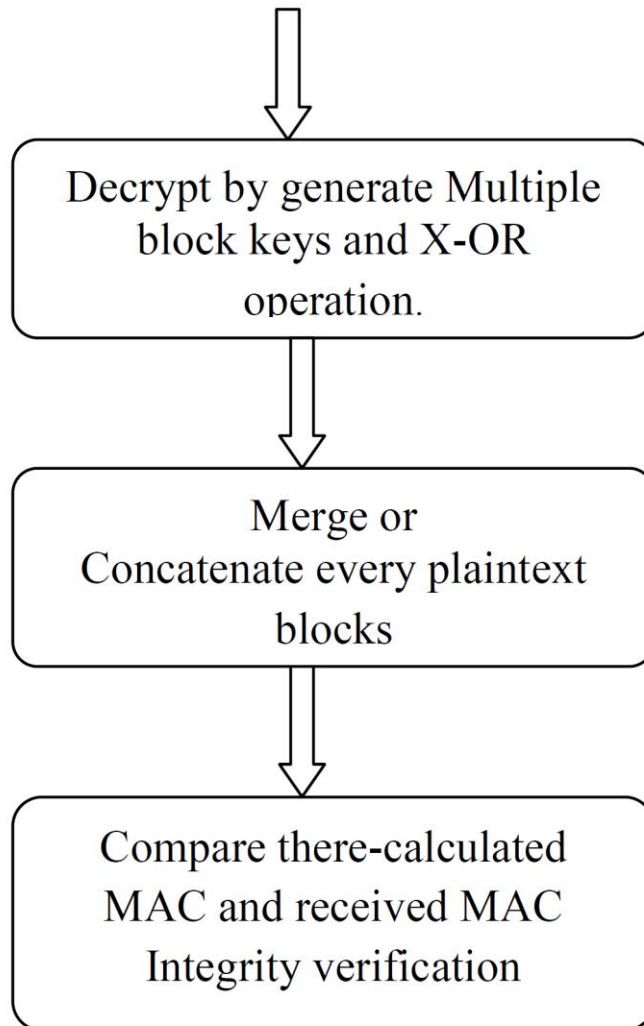 Decrypt by generate Multiple
block keys and X-OR
operation.
Merge or
Concatenate every plaintext
blocks
Compare there-calculated
MAC and received MAC
Integrity verification